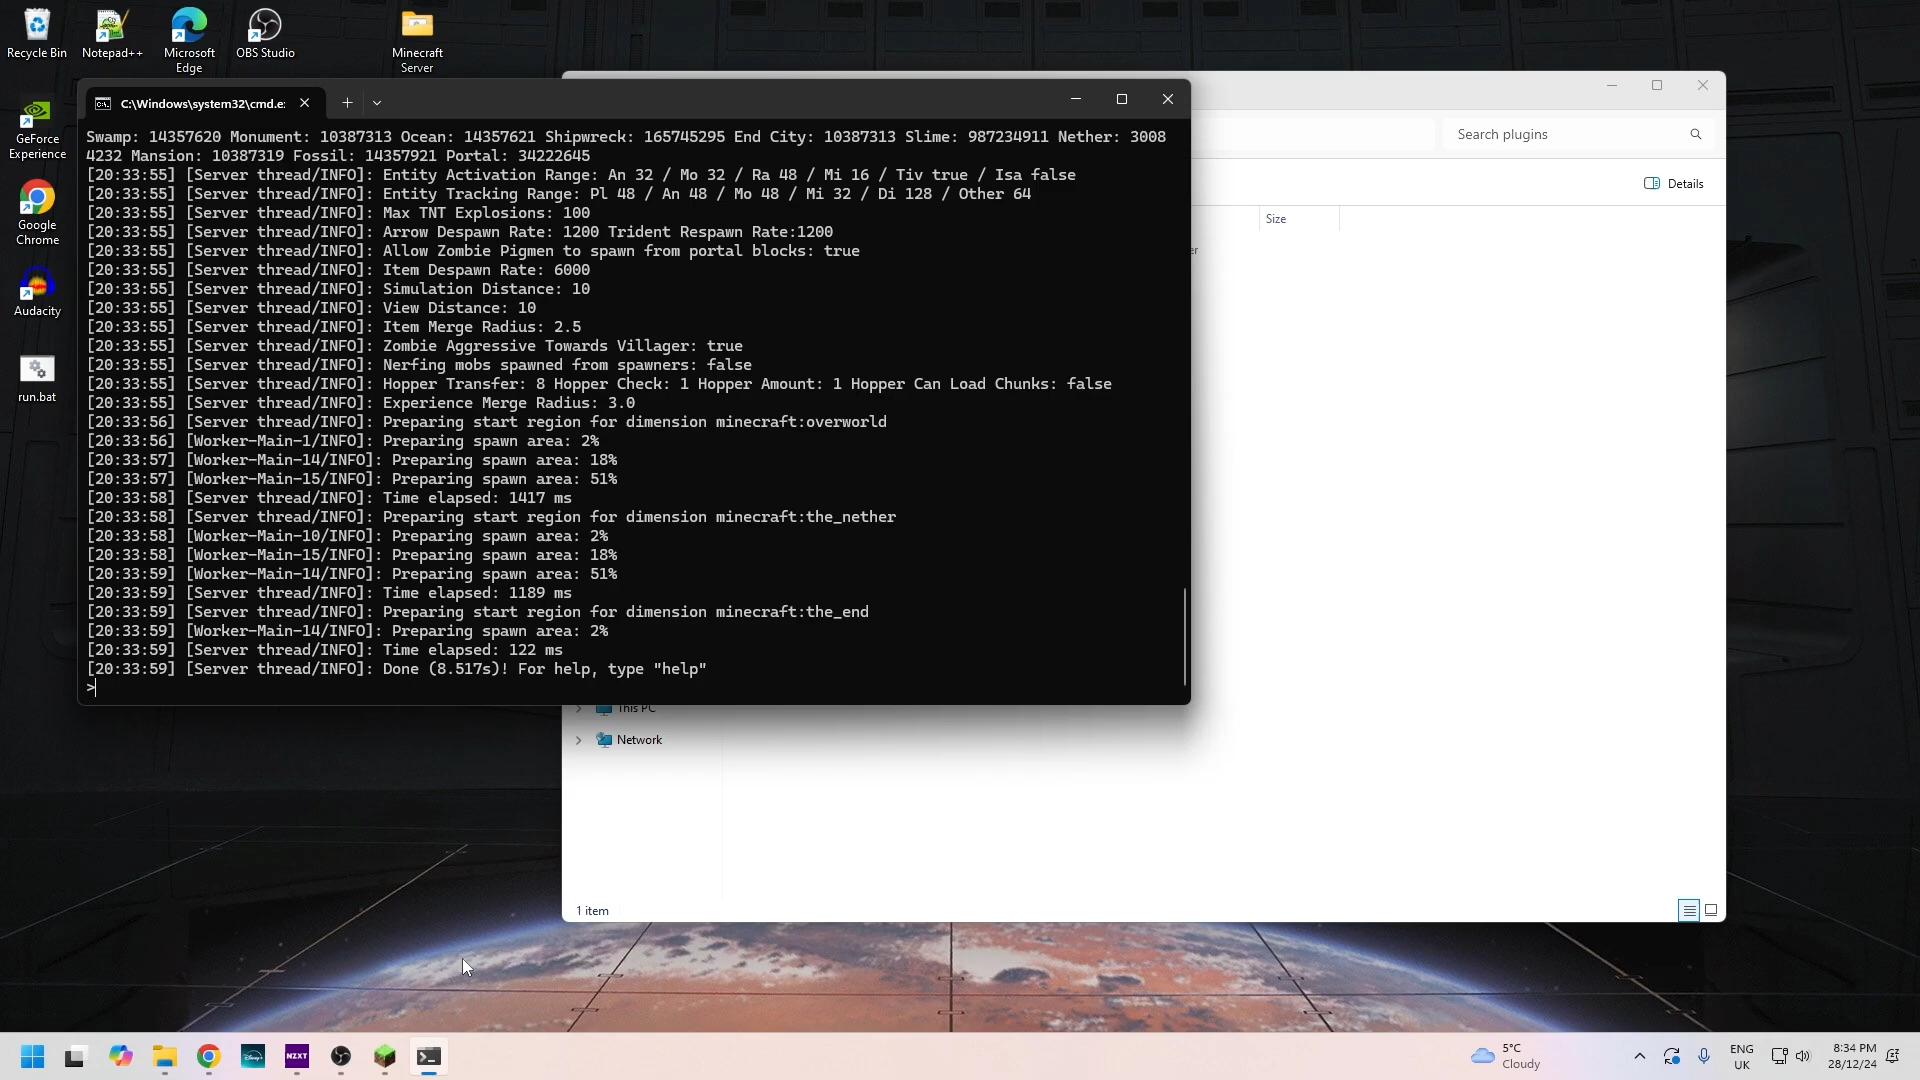 Recycle Bin
Notepad++
Microsoft Edge
OBS Studio
Minecraft Server
GeForce Experience
Google Chrome
Audacity
run.bat
C:\Windows\system32\cmd.e
Swamp: 14357620 Monument: 10387313 Ocean: 14357621 Shipwreck: 165745295 End City: 10387313 Slime: 987234911 Nether: 3008
4232 Mansion: 10387319 Fossil: 14357921 Portal: 34222645
[20:33:55] [Server thread/INFO]: Entity Activation Range: An 32 / Mo 32 / Ra 48 / Mi 16 / Tiv true / Isa false
[20:33:55] [Server thread/INFO]: Entity Tracking Range: Pl 48 / An 48 / Mo 48 / Mi 32 / Di 128 / Other 64
[20:33:55] [Server thread/INFO]: Max TNT Explosions: 100
[20:33:55] [Server thread/INFO]: Arrow Despawn Rate: 1200 Trident Respawn Rate:1200
[20:33:55] [Server thread/INFO]: Allow Zombie Pigmen to spawn from portal blocks: true
[20:33:55] [Server thread/INFO]: Item Despawn Rate: 6000
[20:33:55] [Server thread/INFO]: Simulation Distance: 10
[20:33:55] [Server thread/INFO]: View Distance: 10
[20:33:55] [Server thread/INFO]: Item Merge Radius: 2.5
[20:33:55] [Server thread/INFO]: Zombie Aggressive Towards Villager: true
[20:33:55] [Server thread/INFO]: Nerfing mobs spawned from spawners: false
[20:33:55] [Server thread/INFO]: Hopper Transfer: 8 Hopper Check: 1 Hopper Amount: 1 Hopper Can Load Chunks: false
[20:33:55] [Server thread/INFO]: Experience Merge Radius: 3.0
[20:33:56] [Server thread/INFO]: Preparing start region for dimension minecraft:overworld
[20:33:56] [Worker-Main-1/INFO]: Preparing spawn area: 2%
[20:33:57] [Worker-Main-14/INFO]: Preparing spawn area: 18%
[20:33:57] [Worker-Main-15/INFO]: Preparing spawn area: 51%
[20:33:58] [Server thread/INFO]: Time elapsed: 1417 ms
[20:33:58] [Server thread/INFO]: Preparing start region for dimension minecraft:the_nether
[20:33:58] [Worker-Main-10/INFO]: Preparing spawn area: 2%
[20:33:58] [Worker-Main-15/INFO]: Preparing spawn area: 18%
[20:33:59] [Worker-Main-14/INFO]: Preparing spawn area: 51%
[20:33:59] [Server thread/INFO]: Time elapsed: 1189 ms
[20:33:59] [Server thread/INFO]: Preparing start region for dimension minecraft:the_end
[20:33:59] [Worker-Main-14/INFO]: Preparing spawn area: 2%
[20:33:59] [Server thread/INFO]: Time elapsed: 122 ms
[20:33:59] [Server thread/INFO]: Done (8.517s)! For help, type "help"
>
Search plugins
Details
Size
er
This PC
Network
1 item
Disney+
NZXT
5°C
Cloudy
ENG
UK
8:34 PM
28/12/24